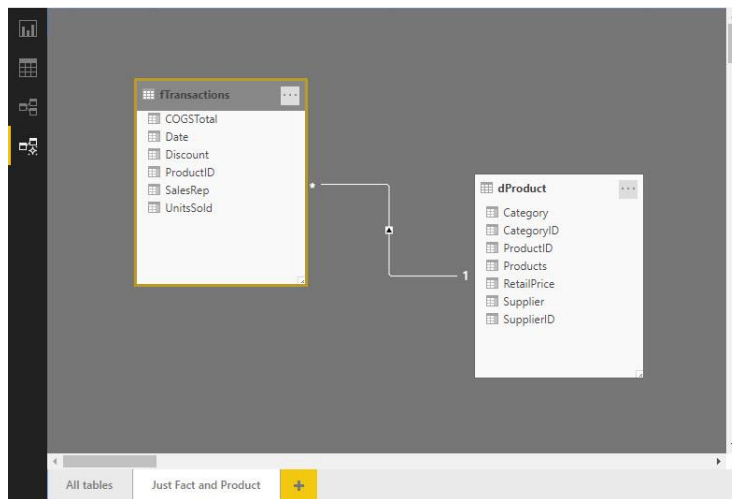 fTransactions
COGSTotal
Date
Discount
ProductID
SalesRep
UnitsSold
*
1
dProduct
Category
CategoryID
ProductID
Products
RetailPrice
Supplier
SupplierID
All tables
Just Fact and Product
+